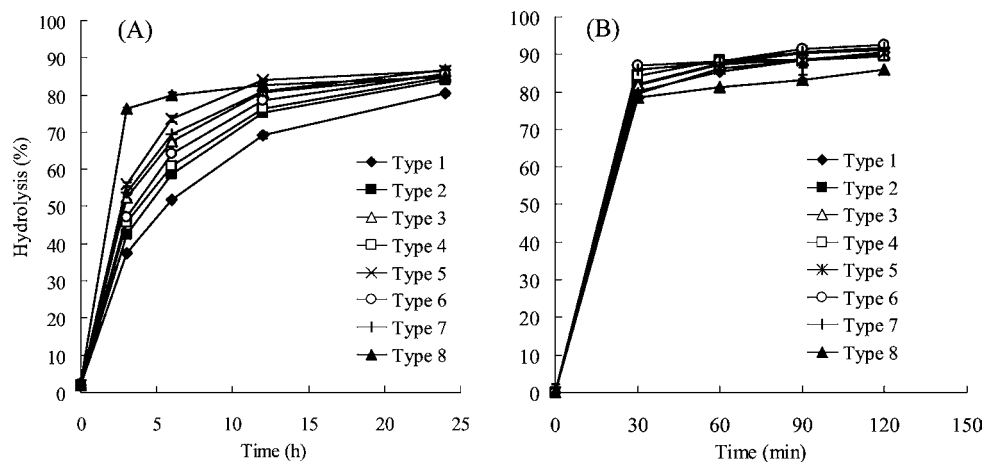 (A)
Hydrolysis (%)
100
90
80
70
60
50
40
30
20
10
0
0 5 10 15 20 25
Time (h)
Type 1
Type 2
Type 3
Type 4
Type 5
Type 6
Type 7
Type 8
(B)
100
90
80
70
60
50
40
30
20
10
0
0 30 60 90 120 150
Time (min)
Type 1
Type 2
Type 3
Type 4
Type 5
Type 6
Type 7
Type 8